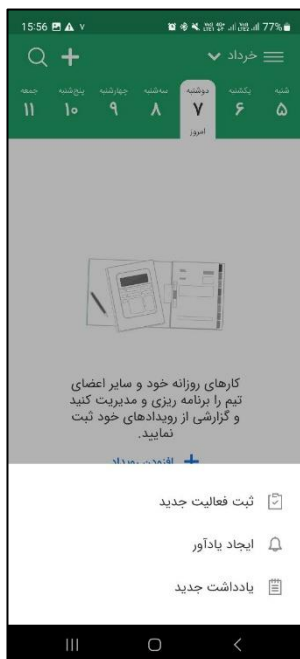 15:56 77%
خرداد
شنبه یکشنبه دوشنبه سه‌شنبه چهارشنبه پنج‌شنبه جمعه
۵ ۶ ۷ ۸ ۹ ۱۰ ۱۱
امروز
کارهای روزانه خود و سایر اعضای
تیم را برنامه ریزی و مدیریت کنید
و گزارشی از رویدادهای خود ثبت
نمایید.
افزودن رویداد
ثبت فعالیت جدید
ایجاد یادآور
یادداشت جدید